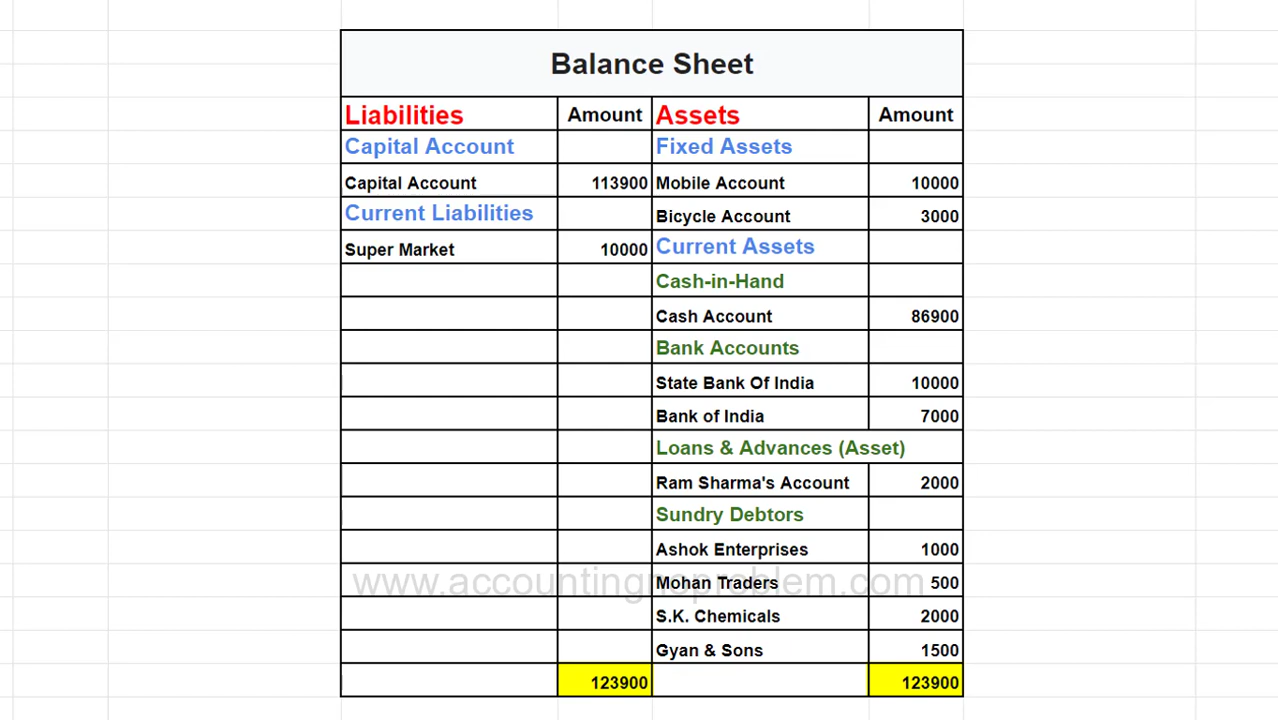 Balance Sheet
Liabilities Amount Assets Amount
Capital Account Fixed Assets
Capital Account 113900 Mobile Account 10000
Current Liabilities Bicycle Account 3000
Super Market 10000 Current Assets
Cash-in-Hand
Cash Account 86900
Bank Accounts
State Bank Of India 10000
Bank of India 7000
Loans & Advances (Asset)
Ram Sharma's Account 2000
Sundry Debtors
Ashok Enterprises 1000
www.accountingnoproblem.com
Mohan Traders 500
S.K. Chemicals 2000
Gyan & Sons 1500
123900 123900